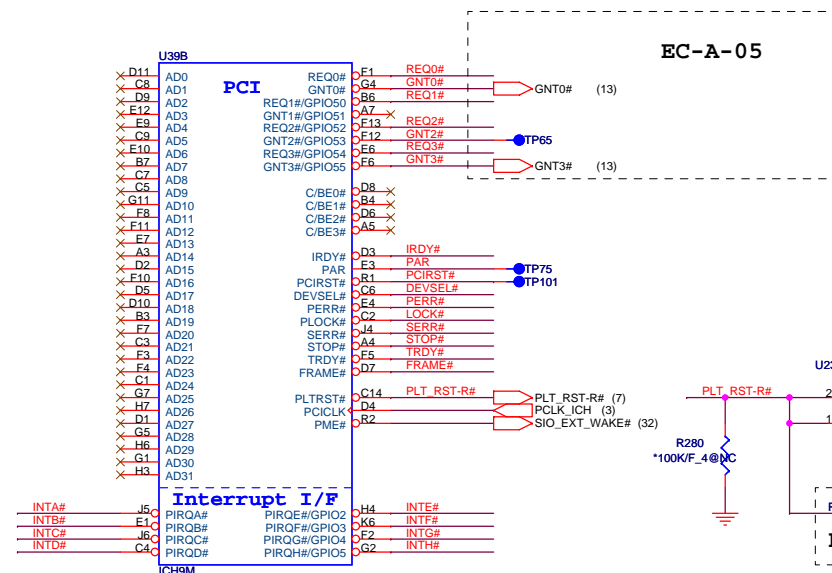 EC-A-05
U39B
PCI
D11 AD0 REQ0# F1 REQ0#
C8 AD1 GNT0# G4 GNT0# GNT0# (13)
D9 AD2 REQ1#/GPIO50 B6 REQ1#
E12 AD3 GNT1#/GPIO51 A7
E9 AD4 REQ2#/GPIO52 F13 REQ2#
C9 AD5 GNT2#/GPIO53 F12 GNT2# TP65
E10 AD6 REQ3#/GPIO54 E6 REQ3#
B7 AD7 GNT3#/GPIO55 F6 GNT3# GNT3# (13)
C7 AD8
C5 AD9 C/BE0# D8
G11 AD10 C/BE1# B4
F8 AD11 C/BE2# D6
F11 AD12 C/BE3# A5
E7 AD13
A3 AD14 IRDY# D3 IRDY#
D2 AD15 PAR E3 PAR TP75
F10 AD16 PCIRST# R1 PCIRST# TP101
D5 AD17 DEVSEL# C6 DEVSEL#
D10 AD18 PERR# E4 PERR#
B3 AD19 PLOCK# C2 LOCK#
F7 AD20 SERR# J4 SERR#
C3 AD21 STOP# A4 STOP#
F3 AD22 TRDY# F5 TRDY#
F4 AD23 FRAME# D7 FRAME#
C1 AD24
G7 AD25 PLTRST# C14 PLT_RST-R# PLT_RST-R# (7)
H7 AD26 PCICLK D4 PCLK_ICH (3)
D1 AD27 PME# R2 SIO_EXT_WAKE# (32)
G5 AD28
H6 AD29
G1 AD30
H3 AD31
Interrupt I/F
INTA# J5 PIRQA# PIRQE#/GPIO2 H4 INTE#
INTB# E1 PIRQB# PIRQF#/GPIO3 K6 INTF#
INTC# J6 PIRQC# PIRQG#/GPIO4 F2 INTG#
INTD# C4 PIRQD# PIRQH#/GPIO5 G2 INTH#
ICH9M
PLT_RST-R# 2
1
R280
*100K/F_4@NC